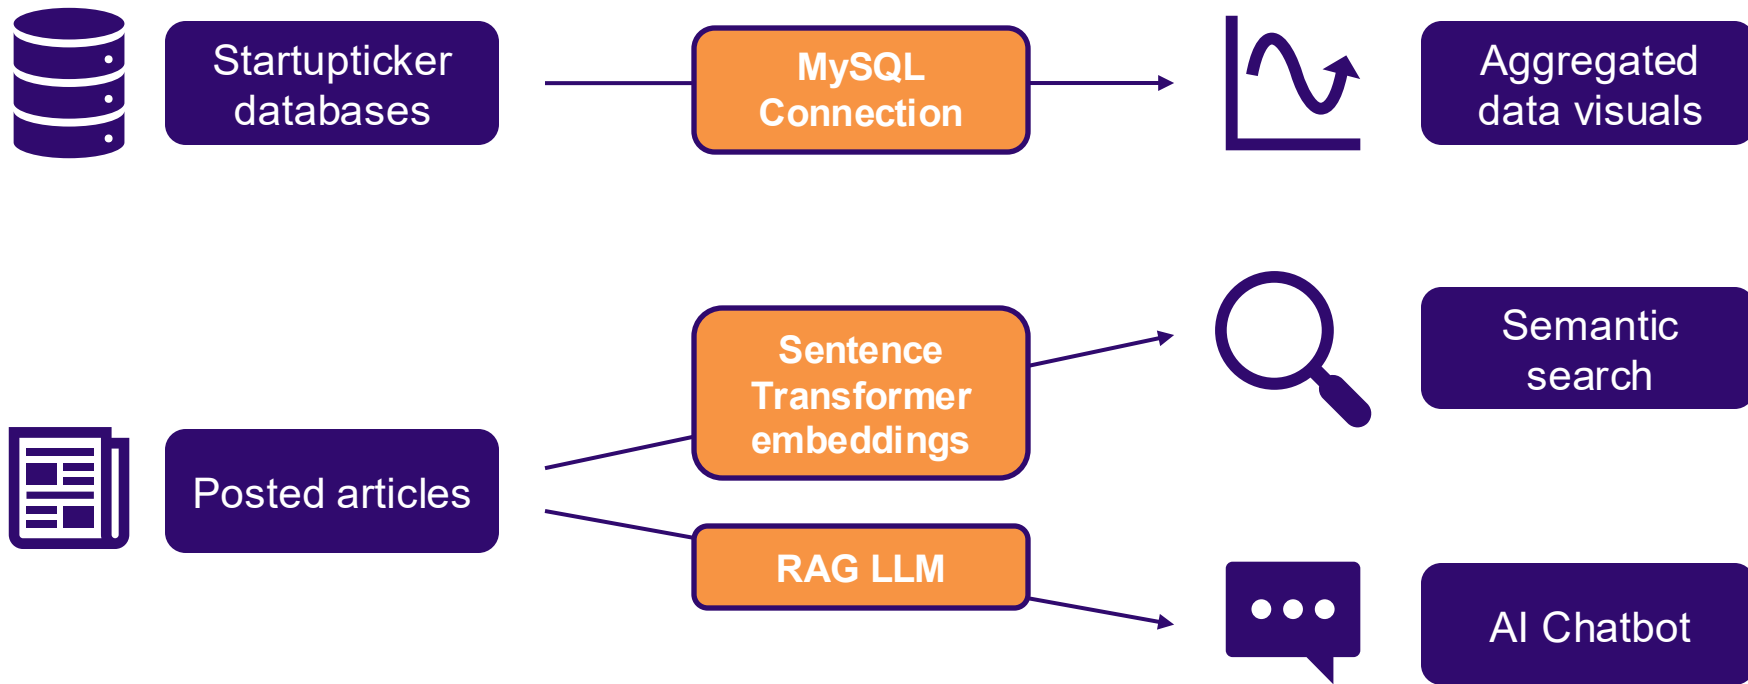 Startupticker
databases
MySQL
Connection
Aggregated
data visuals
Sentence
Transformer
embeddings
Semantic
search
Posted articles
RAG LLM
AI Chatbot